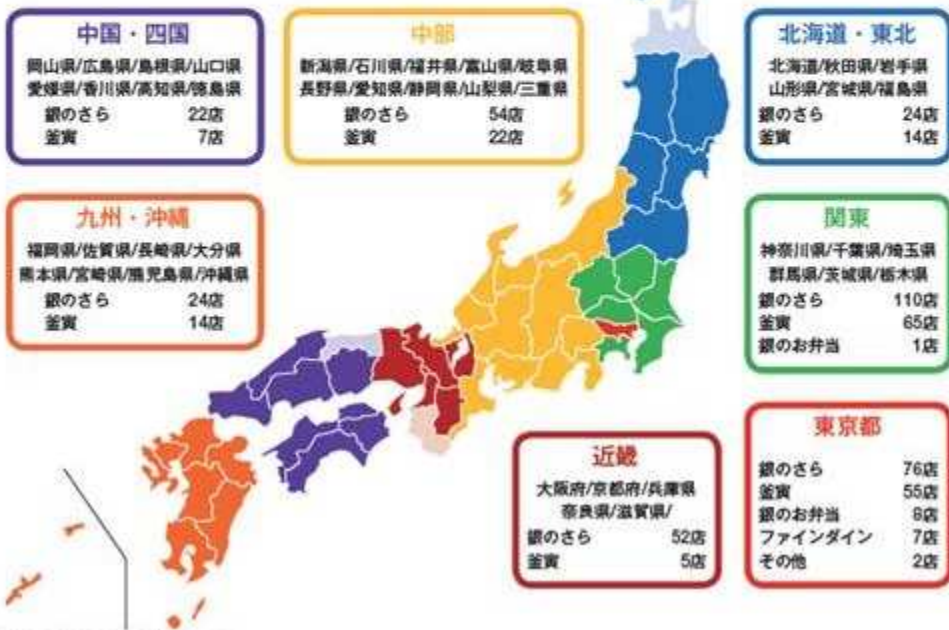 中国・四国
岡山県/広島県/島根県/山口県
愛媛県/香川県/高知県/徳島県
銀のさら 22店
釜寅 7店
中部
新潟県/石川県/福井県/富山県/岐阜県
長野県/愛知県/静岡県/山梨県/三重県
銀のさら 54店
釜寅 22店
北海道・東北
北海道/秋田県/岩手県
山形県/宮城県/福島県
銀のさら 24店
釜寅 14店
九州・沖縄
福岡県/佐賀県/長崎県/大分県
熊本県/宮崎県/鹿児島県/沖縄県
銀のさら 24店
釜寅 14店
関東
神奈川県/千葉県/埼玉県
群馬県/茨城県/栃木県
銀のさら 110店
釜寅 65店
銀のお弁当 1店
近畿
大阪府/京都府/兵庫県
奈良県/滋賀県/
銀のさら 52店
釜寅 5店
東京都
銀のさら 76店
釜寅 55店
銀のお弁当 8店
ファインダイン 7店
その他 2店